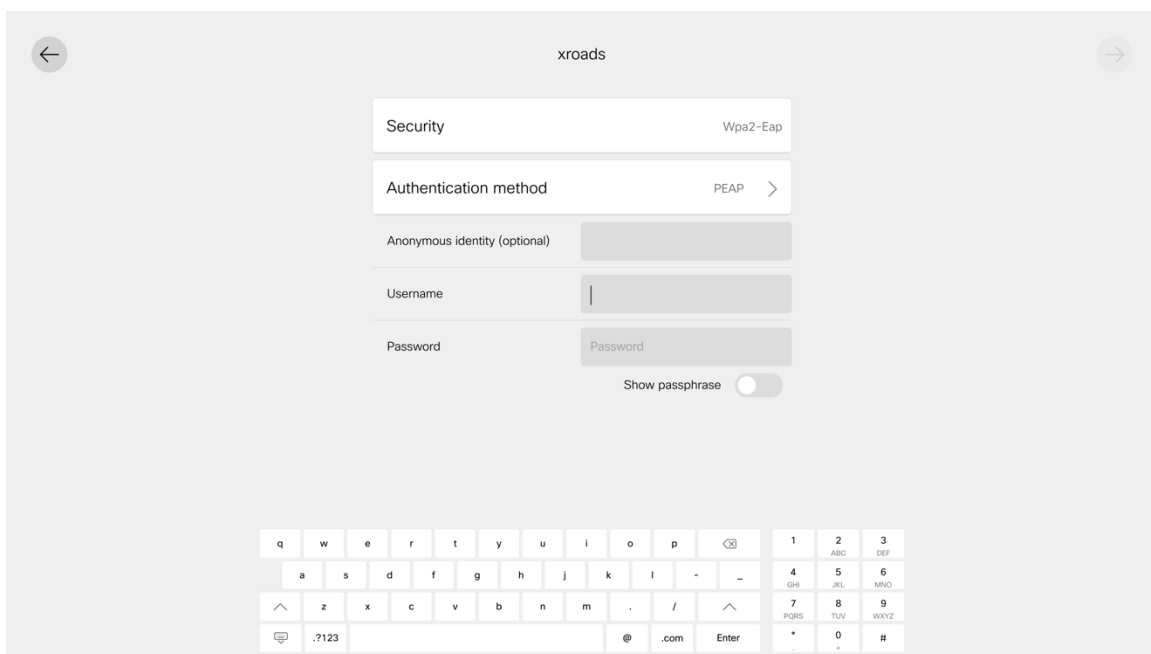 xroads
Security Wpa2-Eap
Authentication method PEAP
Anonymous identity (optional)
Username
Password Password
Show passphrase
q w e r t y u i o p 1 2 3
ABC DEF
a s d f g h j k l - _ 4 5 6
GHI JKL MNO
z x c v b n m . / 7 8 9
PQRS TUV WXYZ
.?123 @ .com Enter * 0 #